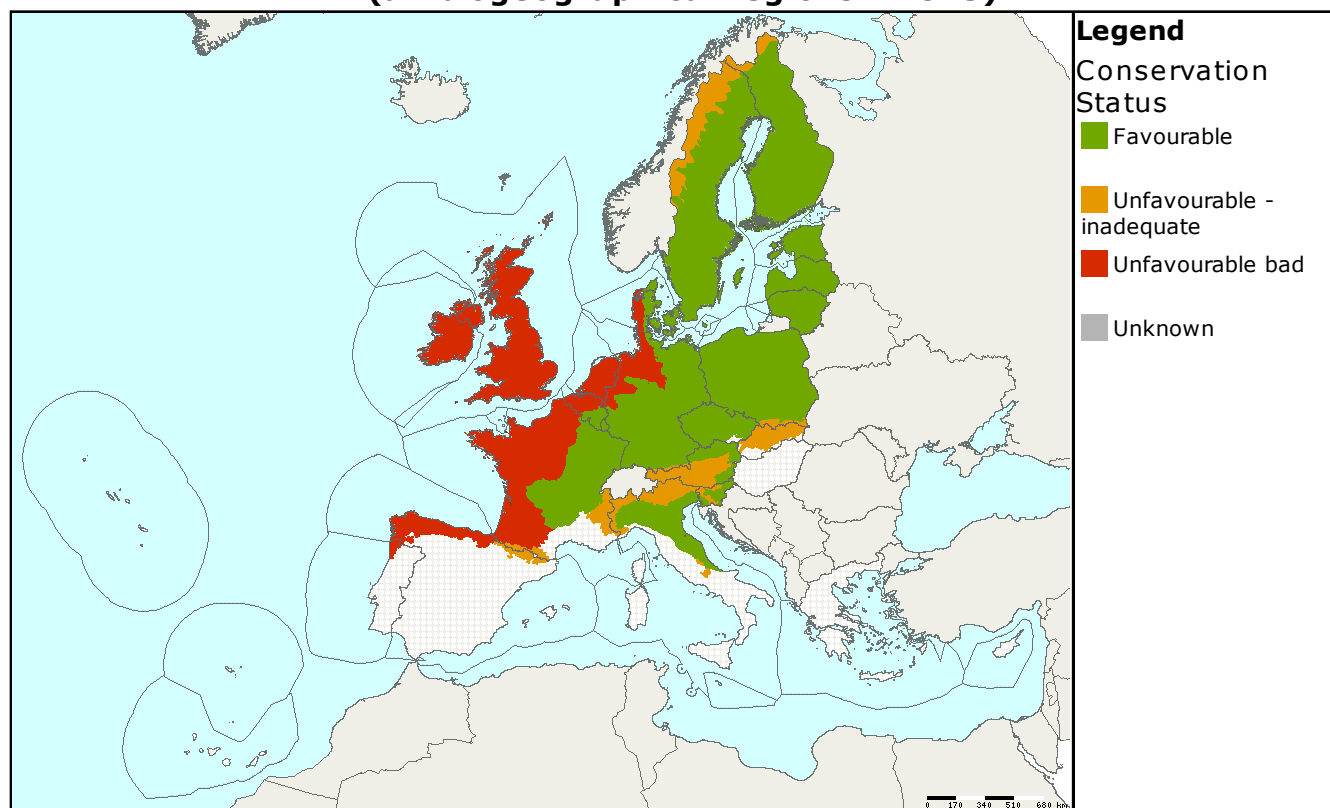 Legend
Conservation
Status
Favourable
Unfavourable -
inadequate
Unfavourable bad
Unknown
0 170 340 510 680 km